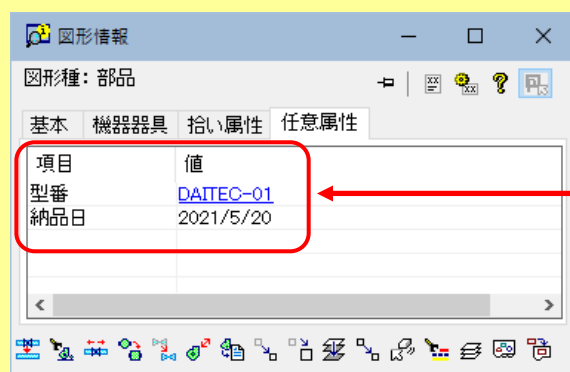 図形情報
図形種：部品
基本 機器器具 拾い属性 任意属性
項目 値
型番 DAITEC-01
納品日 2021/5/20